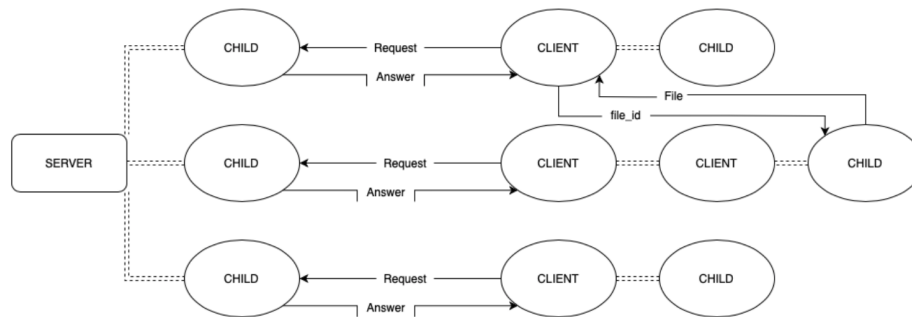 CHILD
Request
CLIENT
CHILD
Answer
File
file_id
SERVER
CHILD
Request
CLIENT
CLIENT
CHILD
Answer
CHILD
Request
CLIENT
CHILD
Answer